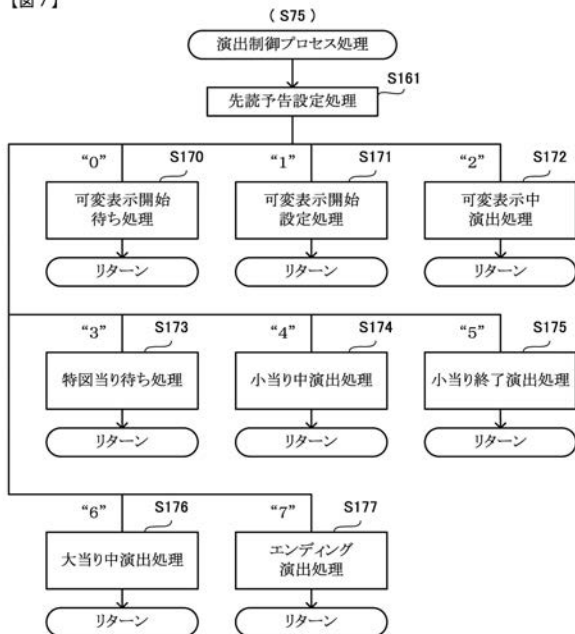 【図7】
(S75)
演出制御プロセス処理
S161
先読予告設定処理
“0” S170 “1” S171 “2” S172
可変表示開始
待ち処理
可変表示開始
設定処理
可変表示中
演出処理
リターン リターン リターン
“3” S173 “4” S174 “5” S175
特図当り待ち処理 小当り中演出処理 小当り終了演出処理
リターン リターン リターン
“6” S176 “7” S177
大当り中演出処理
エンディング
演出処理
リターン リターン